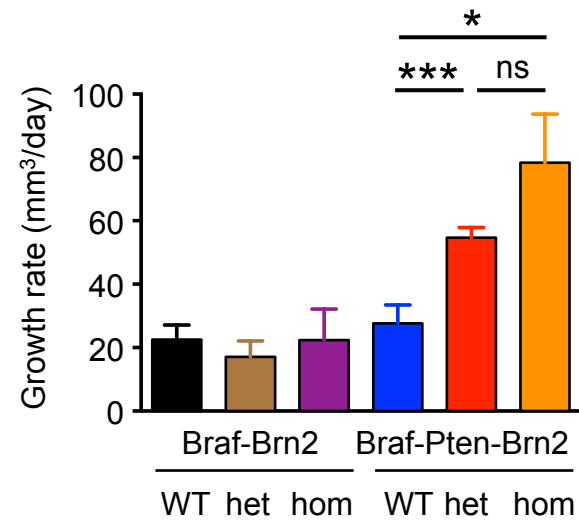 *
*** ns
Growth rate (mm³/day)
100
80
60
40
20
0
Braf-Brn2 Braf-Pten-Brn2
WT het hom WT het hom